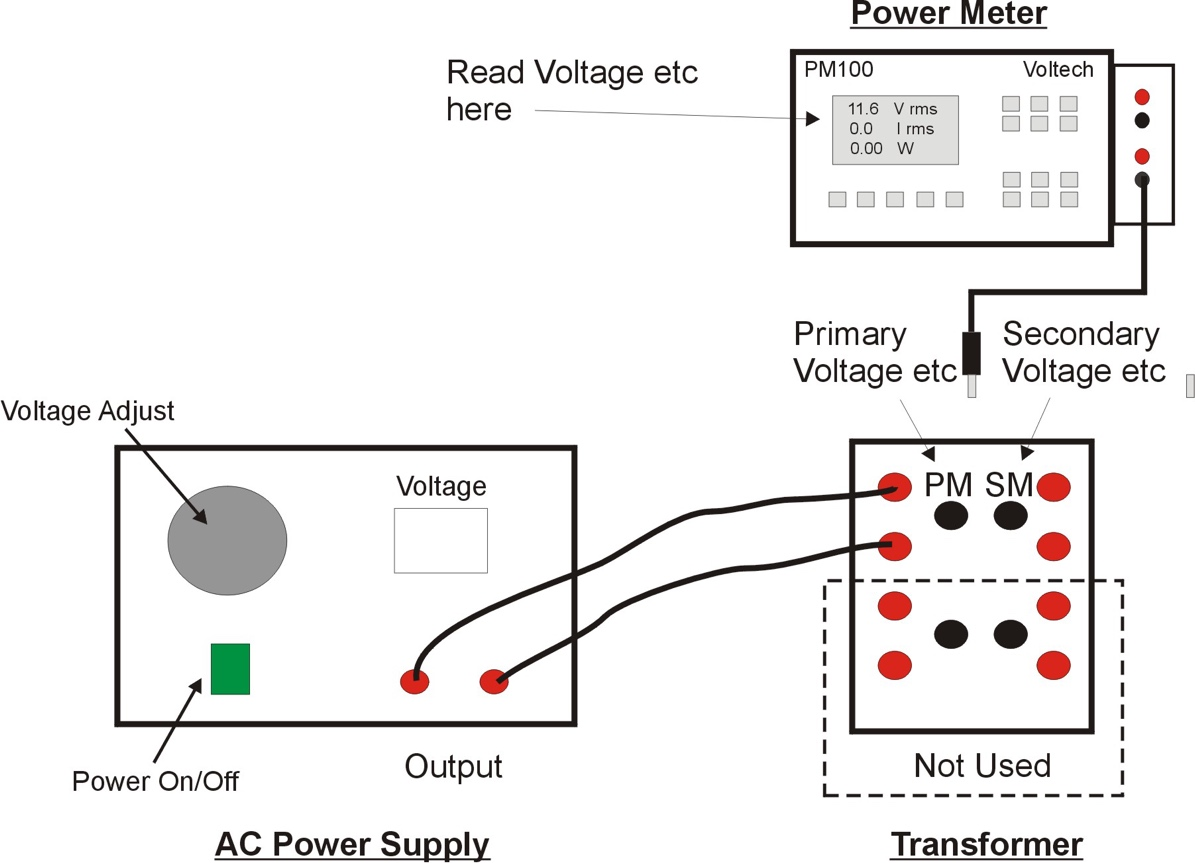 Power Meter
Read Voltage etc
here
PM100 Voltech
11.6 V rms
0.0 I rms
0.00 W
Primary
Voltage etc
Secondary
Voltage etc
Voltage Adjust
Voltage
PM SM
Power On/Off
Output
Not Used
AC Power Supply
Transformer